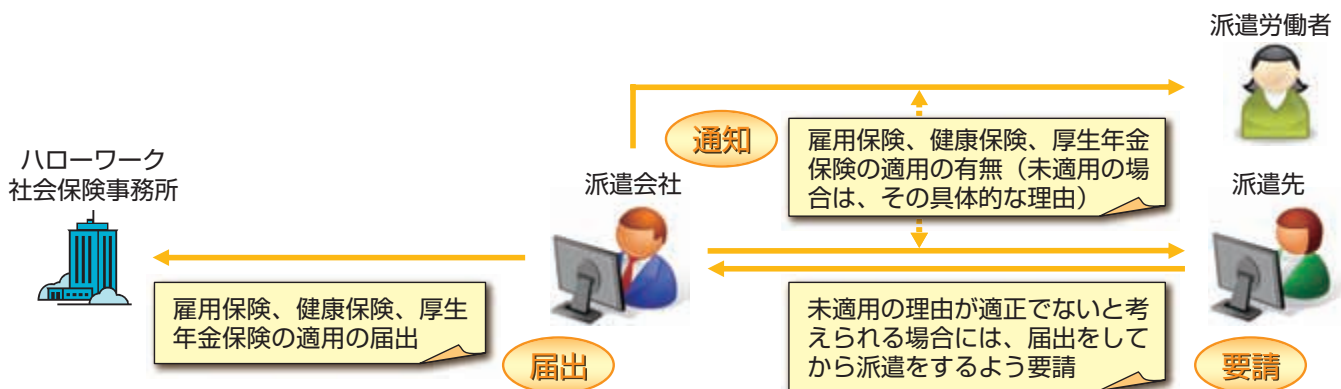 派遣労働者
通知
雇用保険、健康保険、厚生年金
保険の適用の有無（未適用の場
合は、その具体的な理由）
ハローワーク
社会保険事務所
派遣会社
派遣先
雇用保険、健康保険、厚生
年金保険の適用の届出
届出
未適用の理由が適正でないと考
えられる場合には、届出をして
から派遣をするよう要請
要請